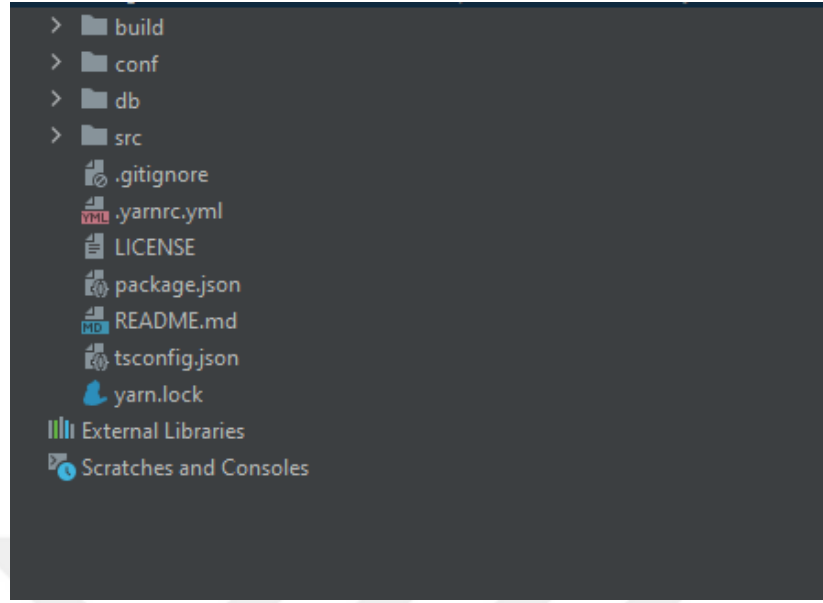 build
conf
db
src
.gitignore
YML .yarnrc.yml
LICENSE
package.json
MD README.md
tsconfig.json
yarn.lock
External Libraries
Scratches and Consoles